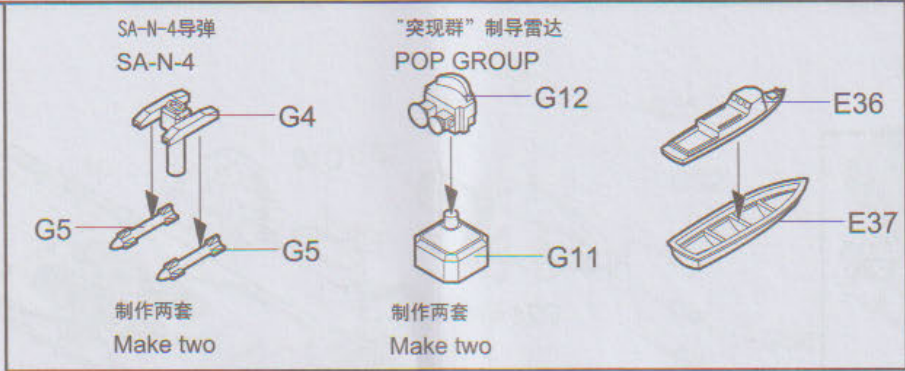 SA-N-4导弹
SA-N-4
G4
G5
G5
制作两套
Make two
“突现群”制导雷达
POP GROUP
G12
G11
制作两套
Make two
E36
E37